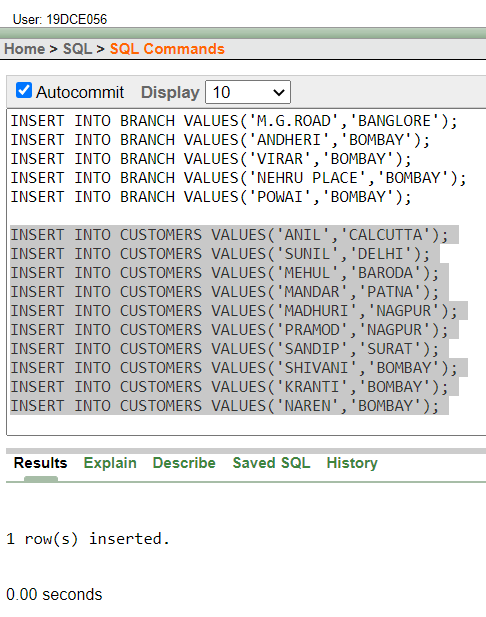 User: 19DCE056
Home > SQL > SQL Commands
Autocommit Display 10
INSERT INTO BRANCH VALUES('M.G.ROAD','BANGLORE');
INSERT INTO BRANCH VALUES('ANDHERI','BOMBAY');
INSERT INTO BRANCH VALUES('VIRAR','BOMBAY');
INSERT INTO BRANCH VALUES('NEHRU PLACE','BOMBAY');
INSERT INTO BRANCH VALUES('POWAI','BOMBAY');
INSERT INTO CUSTOMERS VALUES('ANIL','CALCUTTA');
INSERT INTO CUSTOMERS VALUES('SUNIL','DELHI');
INSERT INTO CUSTOMERS VALUES('MEHUL','BARODA');
INSERT INTO CUSTOMERS VALUES('MANDAR','PATNA');
INSERT INTO CUSTOMERS VALUES('MADHURI','NAGPUR');
INSERT INTO CUSTOMERS VALUES('PRAMOD','NAGPUR');
INSERT INTO CUSTOMERS VALUES('SANDIP','SURAT');
INSERT INTO CUSTOMERS VALUES('SHIVANI','BOMBAY');
INSERT INTO CUSTOMERS VALUES('KRANTI','BOMBAY');
INSERT INTO CUSTOMERS VALUES('NAREN','BOMBAY');
Results Explain Describe Saved SQL History
1 row(s) inserted.
0.00 seconds